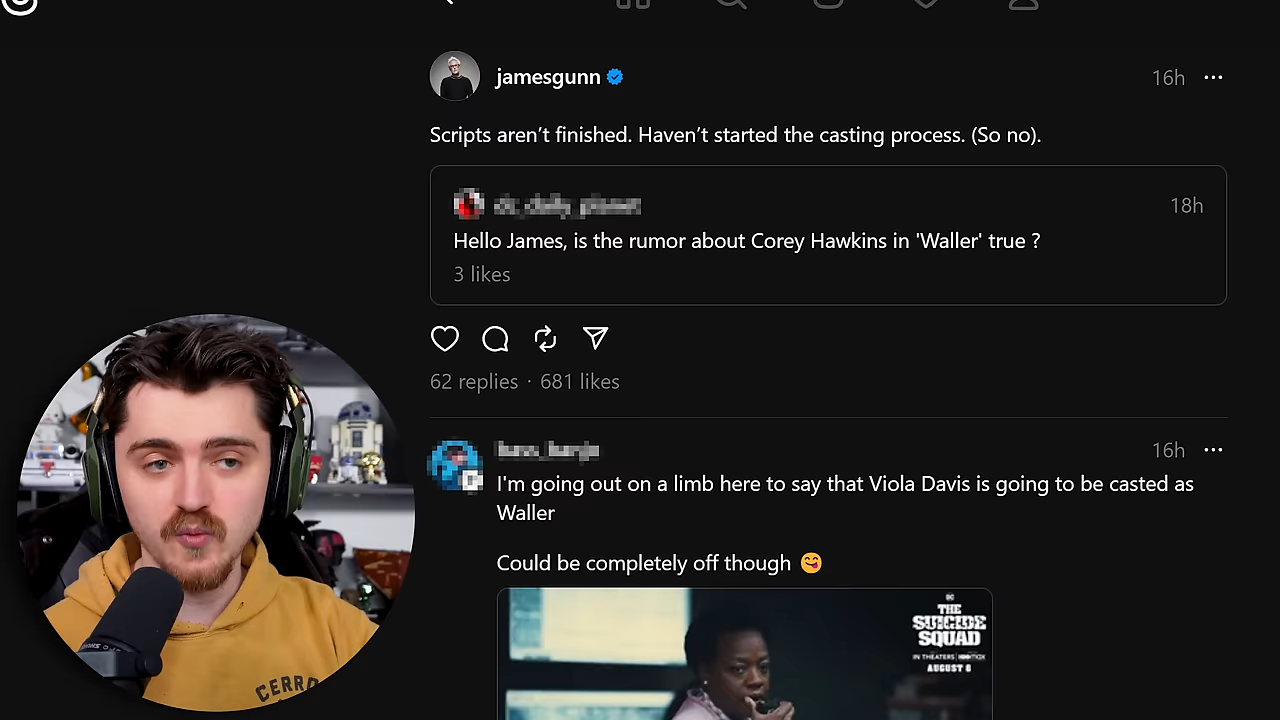 jamesgunn
16h
Scripts aren’t finished. Haven’t started the casting process. (So no).
18h
Hello James, is the rumor about Corey Hawkins in 'Waller' true ?
3 likes
62 replies · 681 likes
16h
I'm going out on a limb here to say that Viola Davis is going to be casted as
Waller
Could be completely off though 😋
DC
THE
SUICIDE
SQUAD
IN THEATERS HBOMAX
AUGUST 6
CERRO